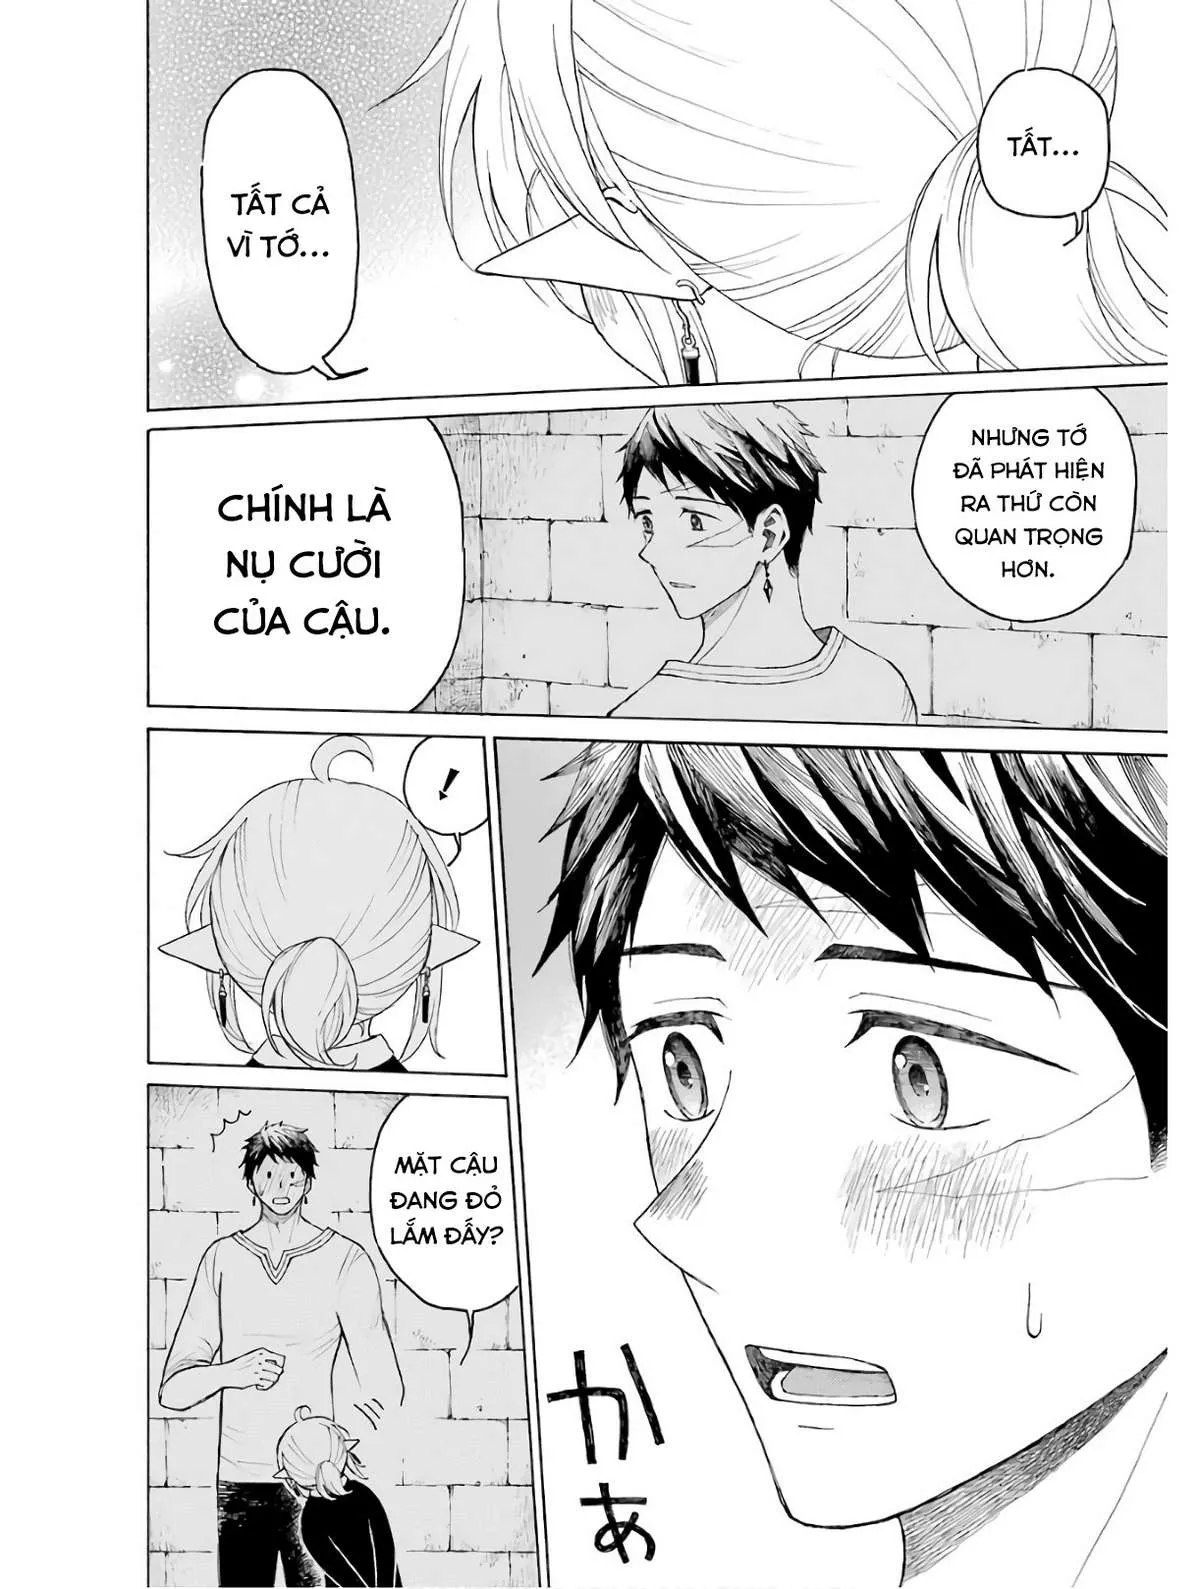 TẤT...
TẤT CẢ
VÌ TỚ...
NHƯNG TỚ
ĐÃ PHÁT HIỆN
RA THỨ CÒN
QUAN TRỌNG
HƠN.
CHÍNH LÀ
NỤ CƯỜI
CỦA CẬU.
かぁ
!
MẶT CẬU
ĐANG ĐỎ
LẮM ĐẤY?